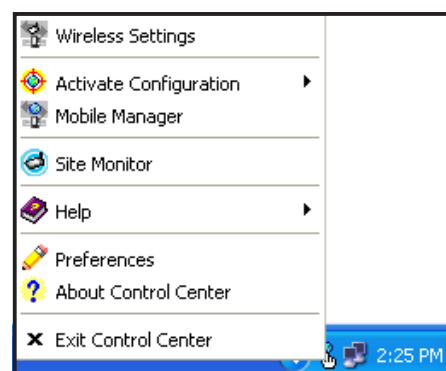 Wireless Settings
Activate Configuration
Mobile Manager
Site Monitor
Help
Preferences
About Control Center
Exit Control Center
2:25 PM